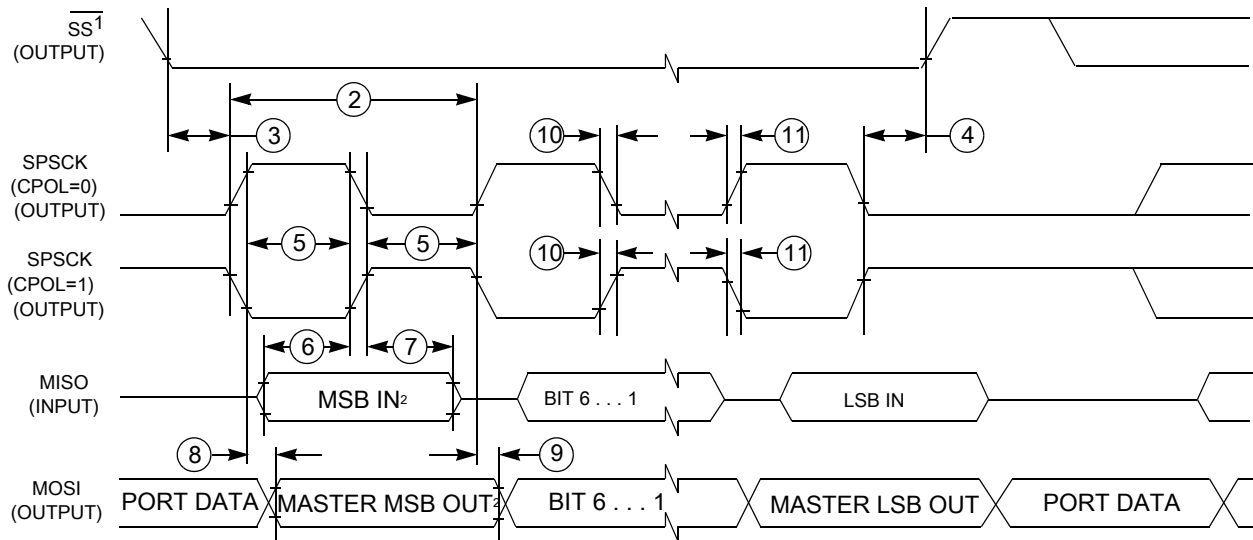 SS1
(OUTPUT)
2
3
10
11
4
SPSCK
(CPOL=0)
(OUTPUT)
5
5
SPSCK
(CPOL=1)
(OUTPUT)
10
11
6
7
MISO
(INPUT)
MSB IN2
BIT 6 . . . 1
LSB IN
8
9
MOSI
(OUTPUT)
PORT DATA
MASTER MSB OUT2
BIT 6 . . . 1
MASTER LSB OUT
PORT DATA